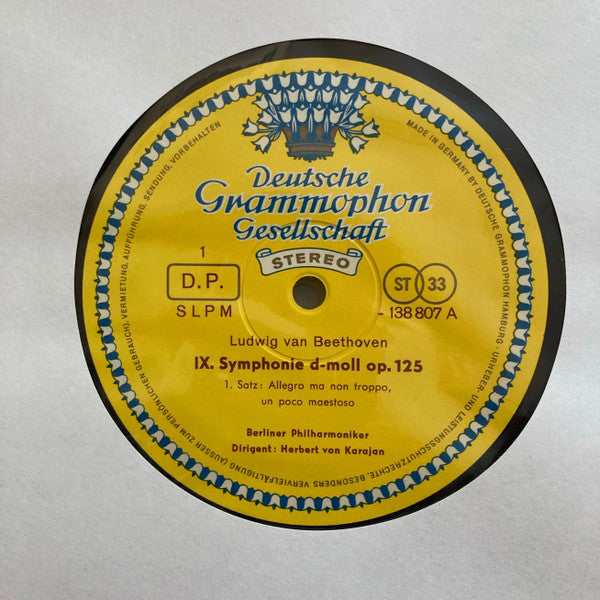 Deutsche
Grammophon
Gesellschaft
STEREO
1
D.P.
SLPM
ST 33
- 138 807 A
Ludwig van Beethoven
IX. Symphonie d-moll op. 125
1. Satz: Allegro ma non troppo,
un poco maestoso
Berliner Philharmoniker
Dirigent: Herbert von Karajan
MADE IN GERMANY BY DEUTSCHE GRAMMOPHON HAMBURG - URHEBER- UND LEISTUNGSSCHUTZRECHTE, BESONDERS VERVIELFÄLTIGUNG (AUSSER ZUM PERSÖNLICHEN GEBRAUCH), VERMIETUNG, AUFFÜHRUNG, SENDUNG, VORBEHALTEN